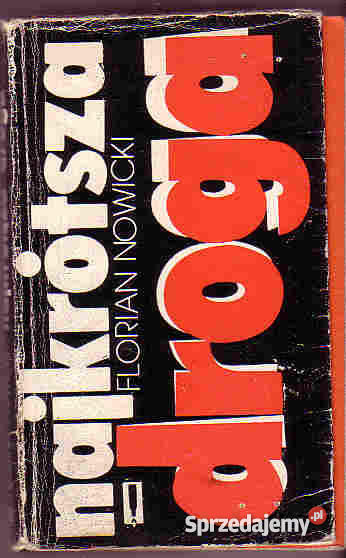 najkrótsza
FLORIAN NOWICKI
droga
Sprzedajemy.pl